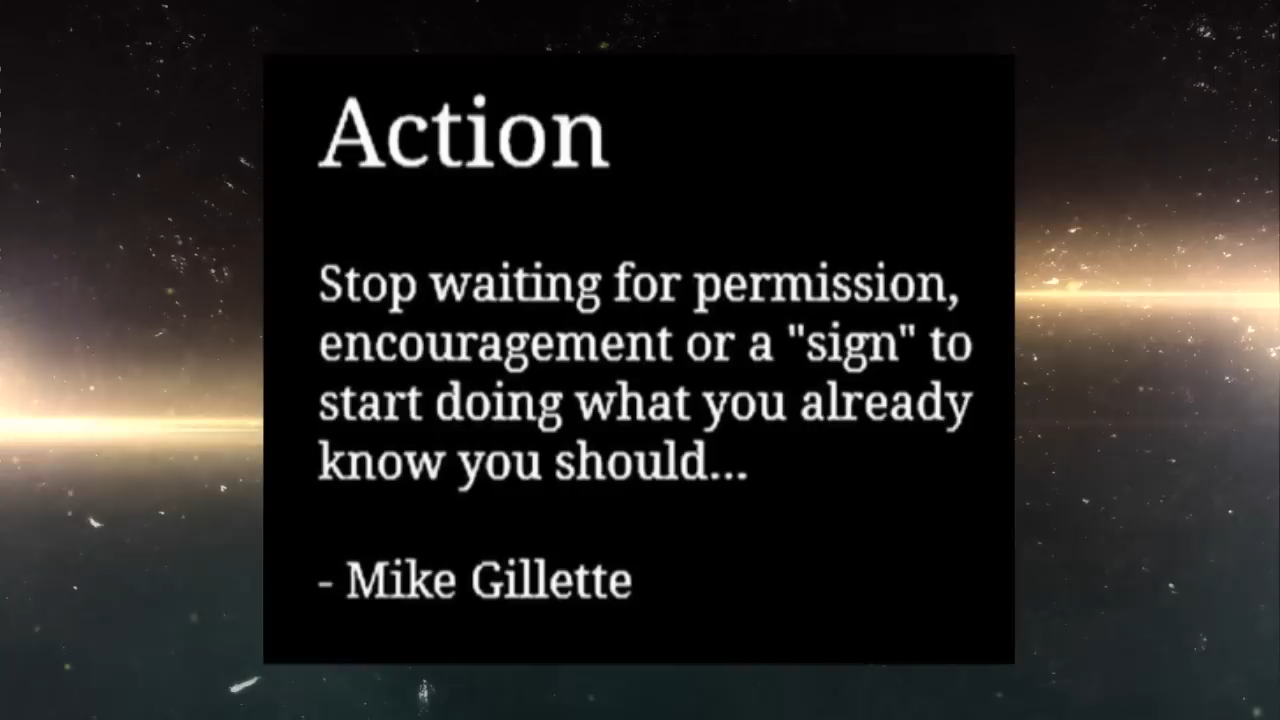 Action
Stop waiting for permission,
encouragement or a "sign" to
start doing what you already
know you should...
- Mike Gillette